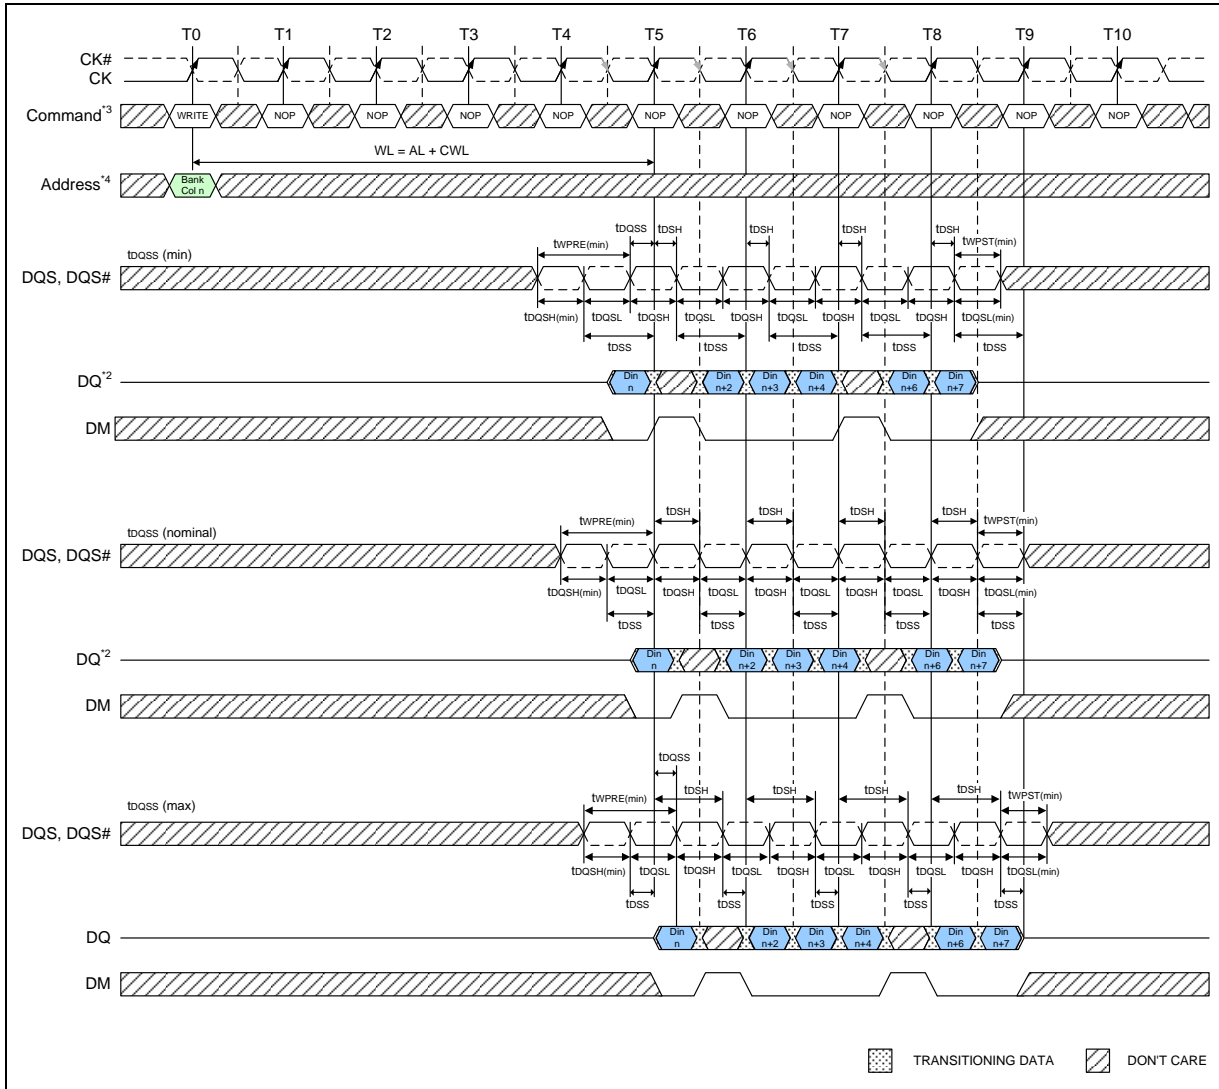 T0 T1 T2 T3 T4 T5 T6 T7 T8 T9 T10
CK#
CK
Command*3 WRITE NOP NOP NOP NOP NOP NOP NOP NOP NOP NOP
WL = AL + CWL
Address*4 Bank Col n
tDQSS tDSH tDSH tDSH tDSH
tDQSS (min) tWPRE(min) tWPST(min)
DQS, DQS#
tDQSH(min) tDQSL tDQSH tDQSL tDQSH tDQSL tDQSH tDQSL tDQSH tDQSL(min)
tDSS tDSS tDSS tDSS tDSS
DQ*2 Din n Din n+2 Din n+3 Din n+4 Din n+6 Din n+7
DM
tDSH tDSH tDSH tDSH
tDQSS (nominal) tWPRE(min) tWPST(min)
DQS, DQS#
tDQSH(min) tDQSL tDQSH tDQSL tDQSH tDQSL tDQSH tDQSL tDQSH tDQSL(min)
tDSS tDSS tDSS tDSS tDSS
DQ*2 Din n Din n+2 Din n+3 Din n+4 Din n+6 Din n+7
DM
tDQSS
tDQSS (max) tWPRE(min) tDSH tDSH tDSH tDSH tWPST(min)
DQS, DQS#
tDQSH(min) tDQSL tDQSH tDQSL tDQSH tDQSL tDQSH tDQSL tDQSH tDQSL(min)
tDSS tDSS tDSS tDSS tDSS
DQ Din n Din n+2 Din n+3 Din n+4 Din n+6 Din n+7
DM
TRANSITIONING DATA DON'T CARE